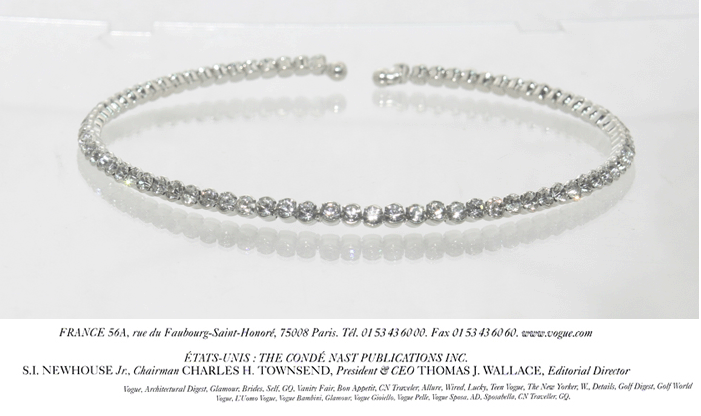 FRANCE 56A, rue du Faubourg-Saint-Honoré, 75008 Paris. Tél. 01 53 43 60 00. Fax 01 53 43 60 60. www.vogue.com
ÉTATS-UNIS : THE CONDÉ NAST PUBLICATIONS INC.
S.I. NEWHOUSE Jr., Chairman CHARLES H. TOWNSEND, President & CEO THOMAS J. WALLACE, Editorial Director
Vogue, Architectural Digest, Glamour, Brides, Self, GQ, Vanity Fair, Bon Appetit, CN Traveler, Allure, Wired, Lucky, Teen Vogue, The New Yorker, W., Details, Golf Digest, Golf World
Vogue, L'Uomo Vogue, Vogue Bambini, Glamour, Vogue Gioiello, Vogue Pelle, Vogue Sposa, AD, Sposabella, CN Traveller, GQ,